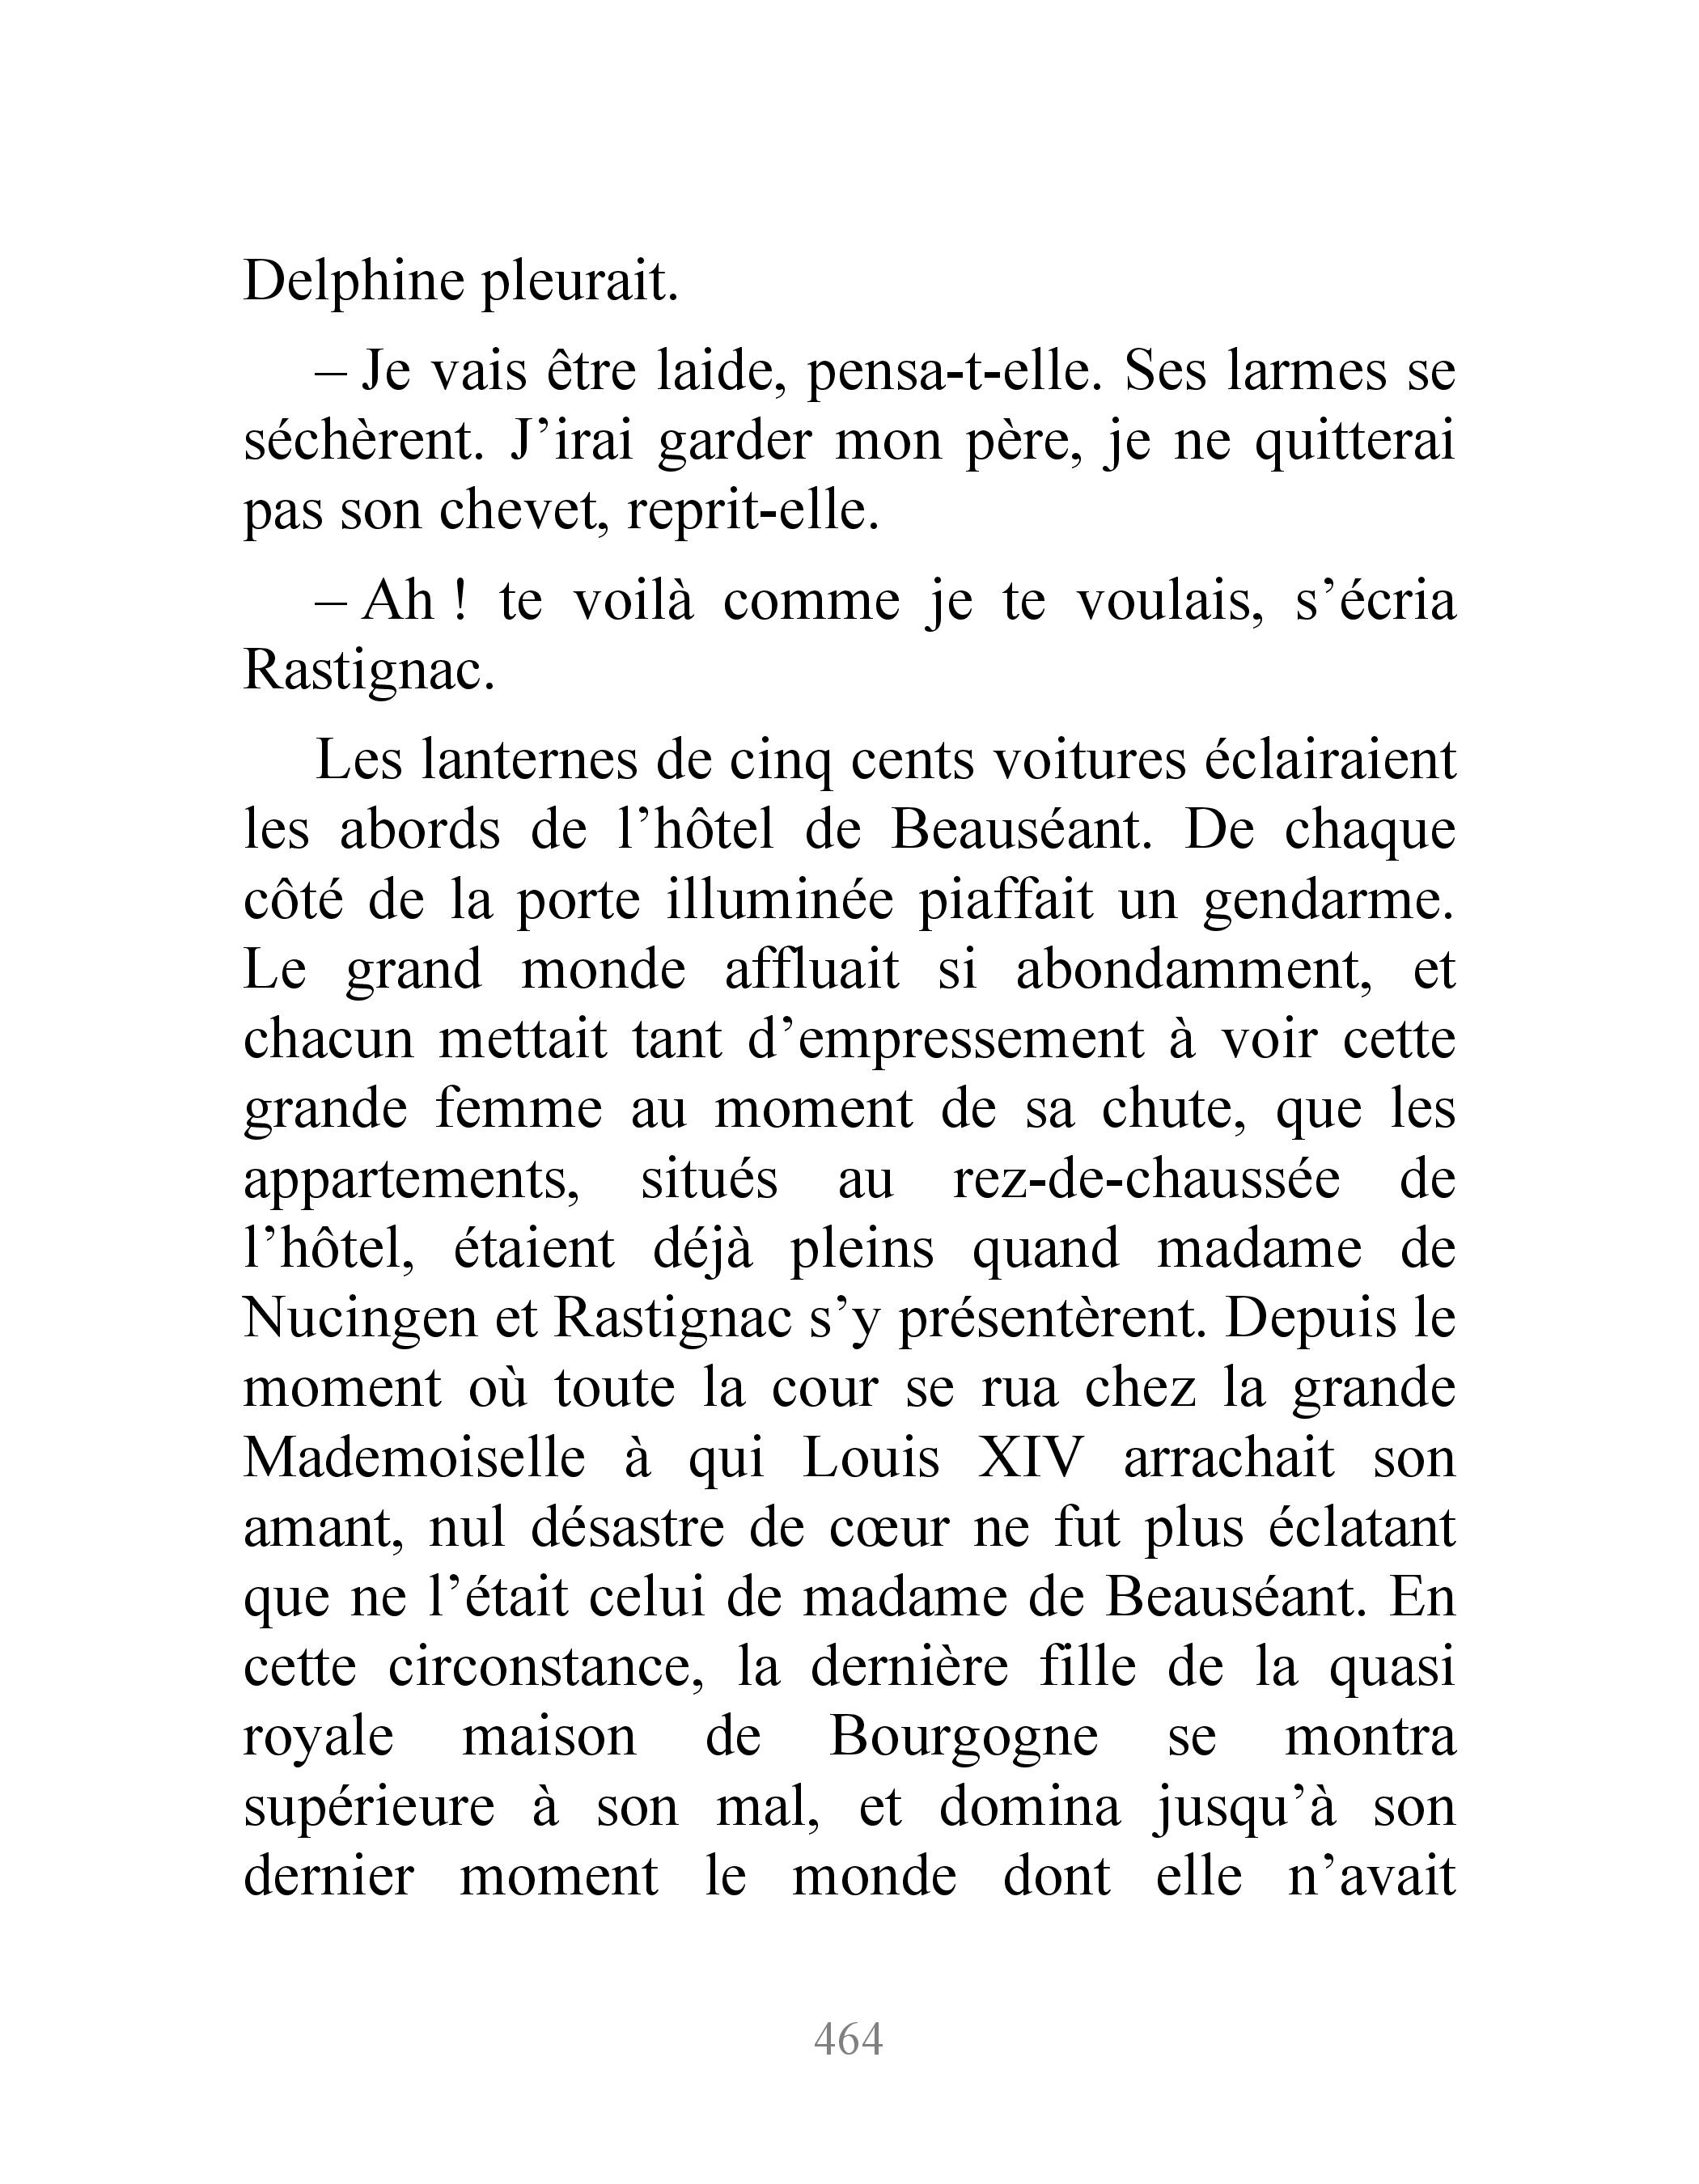 Delphine pleurait.
– Je vais être laide, pensa-t-elle. Ses larmes se
séchèrent. J’irai garder mon père, je ne quitterai
pas son chevet, reprit-elle.
– Ah ! te voilà comme je te voulais, s’écria
Rastignac.
Les lanternes de cinq cents voitures éclairaient
les abords de l’hôtel de Beauséant. De chaque
côté de la porte illuminée piaffait un gendarme.
Le grand monde affluait si abondamment, et
chacun mettait tant d’empressement à voir cette
grande femme au moment de sa chute, que les
appartements, situés au rez-de-chaussée de
l’hôtel, étaient déjà pleins quand madame de
Nucingen et Rastignac s’y présentèrent. Depuis le
moment où toute la cour se rua chez la grande
Mademoiselle à qui Louis XIV arrachait son
amant, nul désastre de cœur ne fut plus éclatant
que ne l’était celui de madame de Beauséant. En
cette circonstance, la dernière fille de la quasi
royale maison de Bourgogne se montra
supérieure à son mal, et domina jusqu’à son
dernier moment le monde dont elle n’avait
464